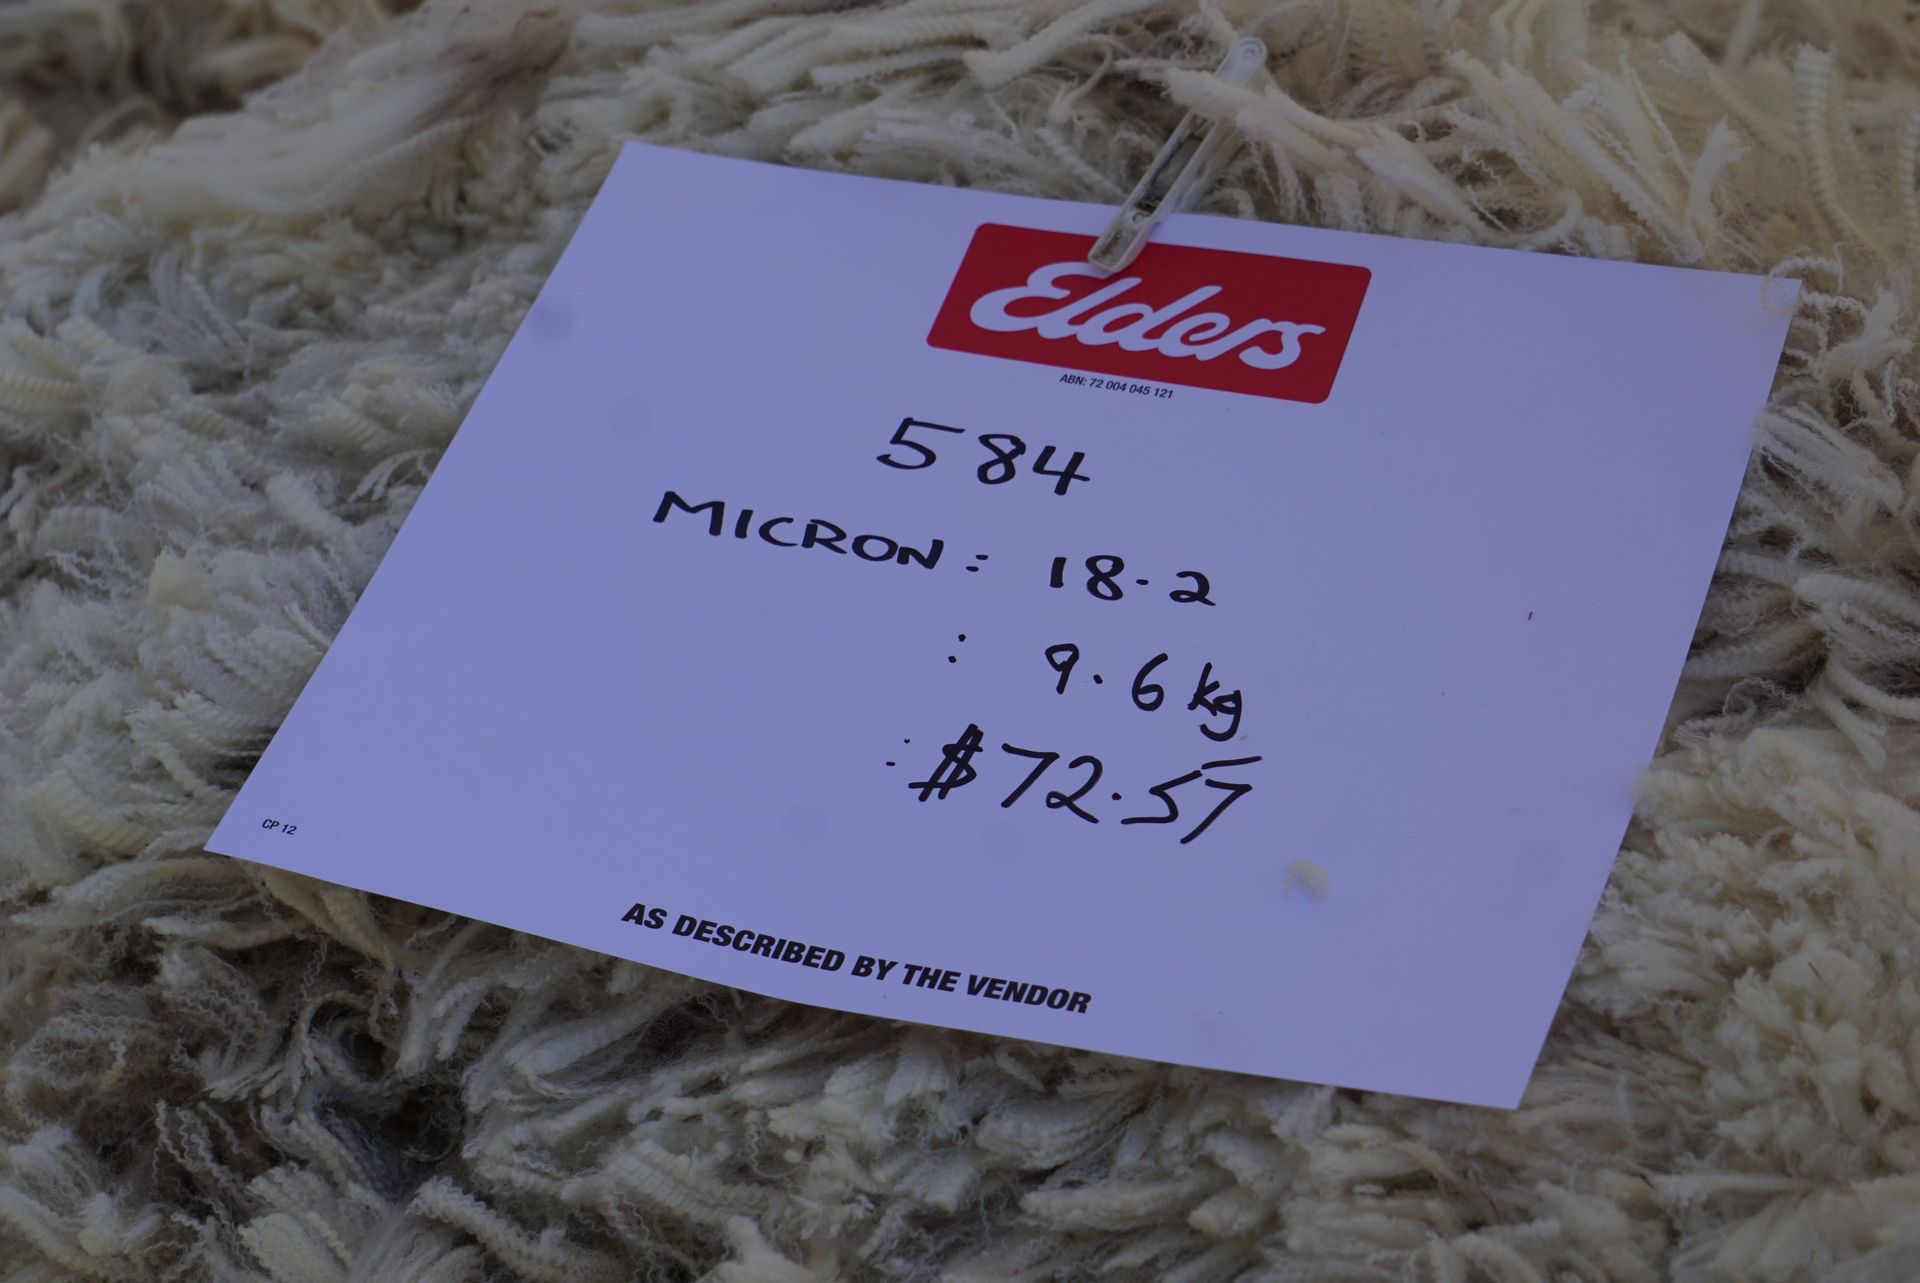 Elders
ABN: 72 004 045 121
584
MICRON: 18.2
: 9.6 kg
: $72.57
CP 12
AS DESCRIBED BY THE VENDOR